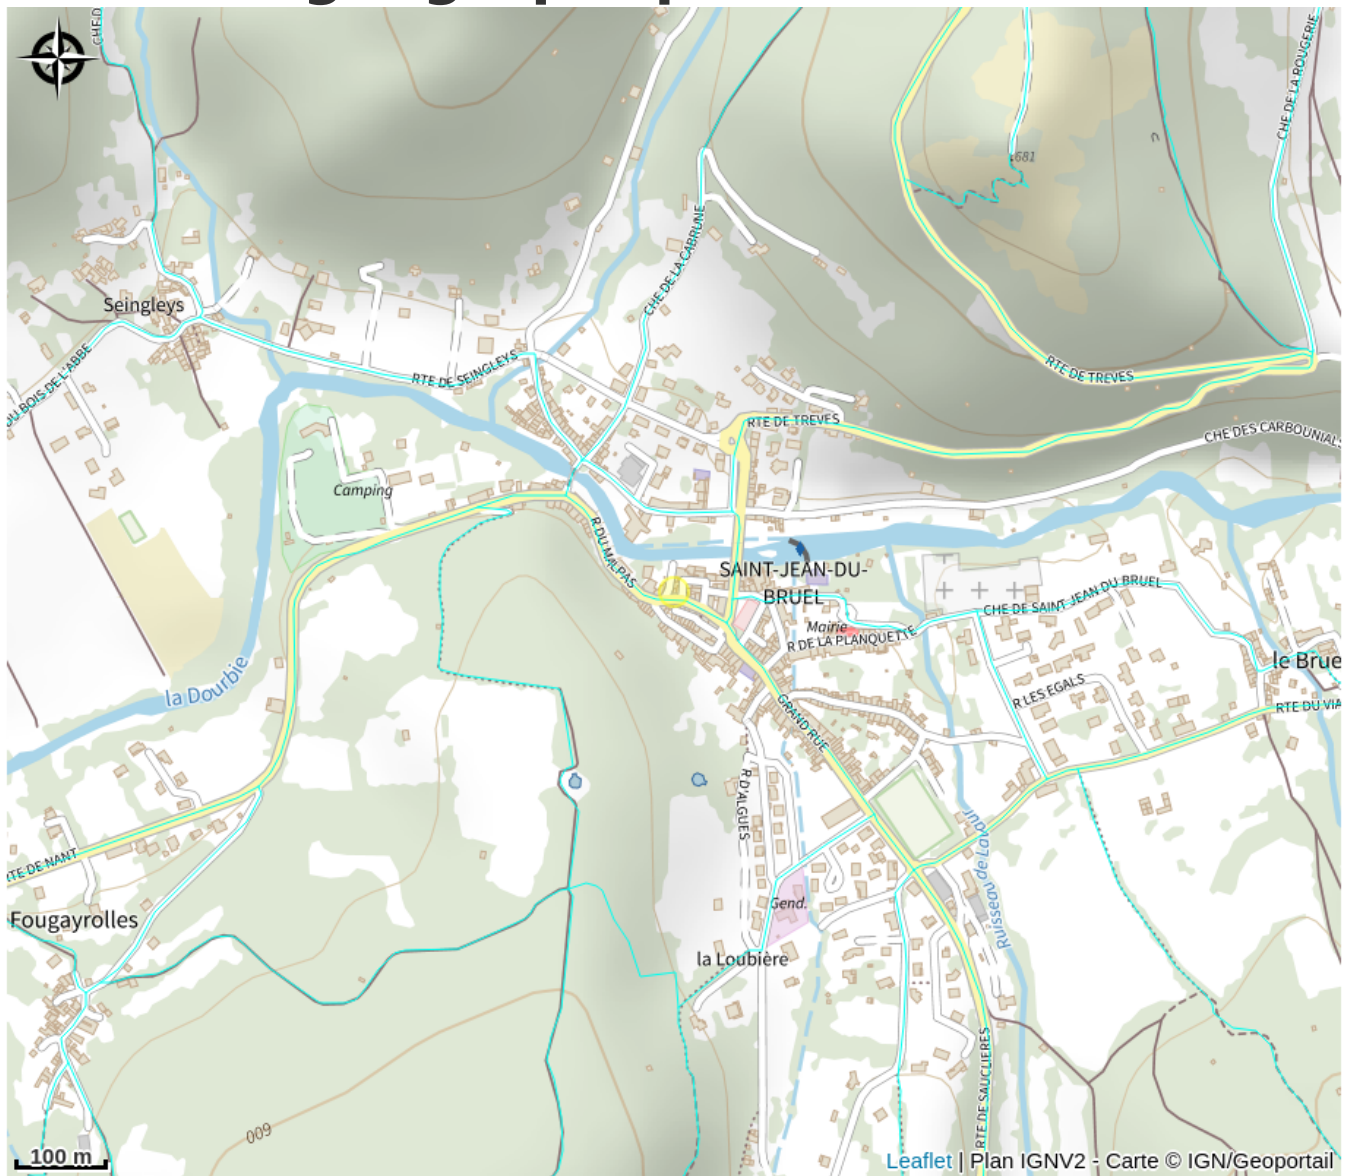 CHE D
CHE DE LA ROUGERIE
681
CHE DE LA CABRUNE
Seingleys
DU BOIS DE L'ABBE
RTE DE SEINGLEYS
RTE DE TREVES
RTE DE TREVES
CHE DES CARBOUNIALS
Camping
R DU MALPAS
SAINT-JEAN-DU-
BRUEL
CHE DE SAINT JEAN DU BRUEL
Mairie
R DE LA PLANQUETTE
le Brue
la Dourbie
R LES EGALS
RTE DU VIA
GRAND RUE
R D'ALGUES
RTE DE NANT
Ruisseau de Lavaur
Gend.
Fougayrolles
la Loubière
RTE DE SAUCLIERES
600
100 m
Leaflet | Plan IGNV2 - Carte © IGN/Geoportail